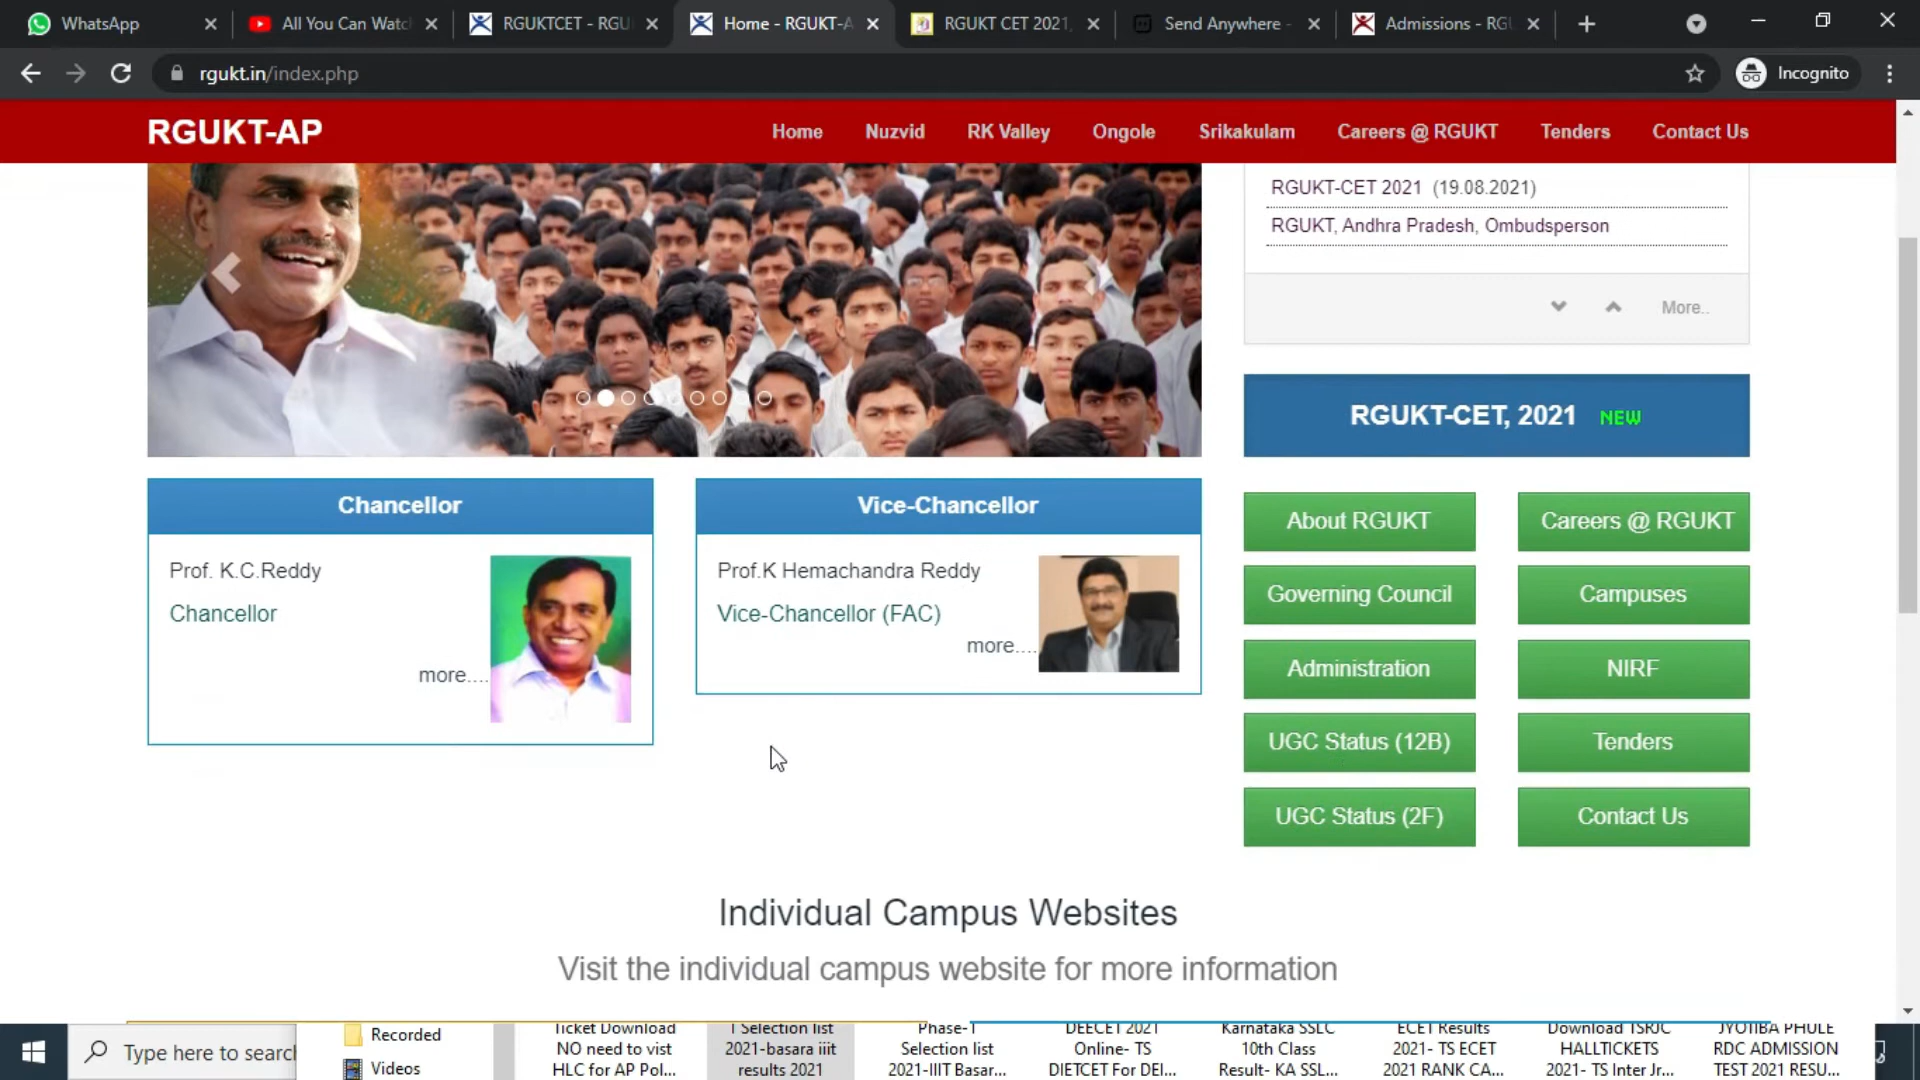 WhatsApp
All You Can Watc
RGUKTCET - RGU
Home - RGUKT-A
RGUKT CET 2021,
Send Anywhere -
Admissions - RG
rgukt.in/index.php
Incognito
RGUKT-AP
Home Nuzvid RK Valley Ongole Srikakulam Careers @ RGUKT Tenders Contact Us
RGUKT-CET 2021 (19.08.2021)
RGUKT, Andhra Pradesh, Ombudsperson
More..
RGUKT-CET, 2021 NEW
Chancellor
Prof. K.C.Reddy
Chancellor
more....
Vice-Chancellor
Prof.K Hemachandra Reddy
Vice-Chancellor (FAC)
more....
About RGUKT
Careers @ RGUKT
Governing Council
Campuses
Administration
NIRF
UGC Status (12B)
Tenders
UGC Status (2F)
Contact Us
Individual Campus Websites
Visit the individual campus website for more information
Type here to search
Recorded
Videos
Ticket Download
NO need to vist
HLC for AP Pol...
1 Selection list
2021-basara iiit
results 2021
Phase-1
Selection list
2021-IIIT Basar...
DEECET 2021
Online- TS
DIETCET For DEI...
Karnataka SSLC
10th Class
Result- KA SSL...
ECET Results
2021- TS ECET
2021 RANK CA...
Download TSRJC
HALLTICKETS
2021- TS Inter Jr...
JYOTIBA PHULE
RDC ADMISSION
TEST 2021 RESU...